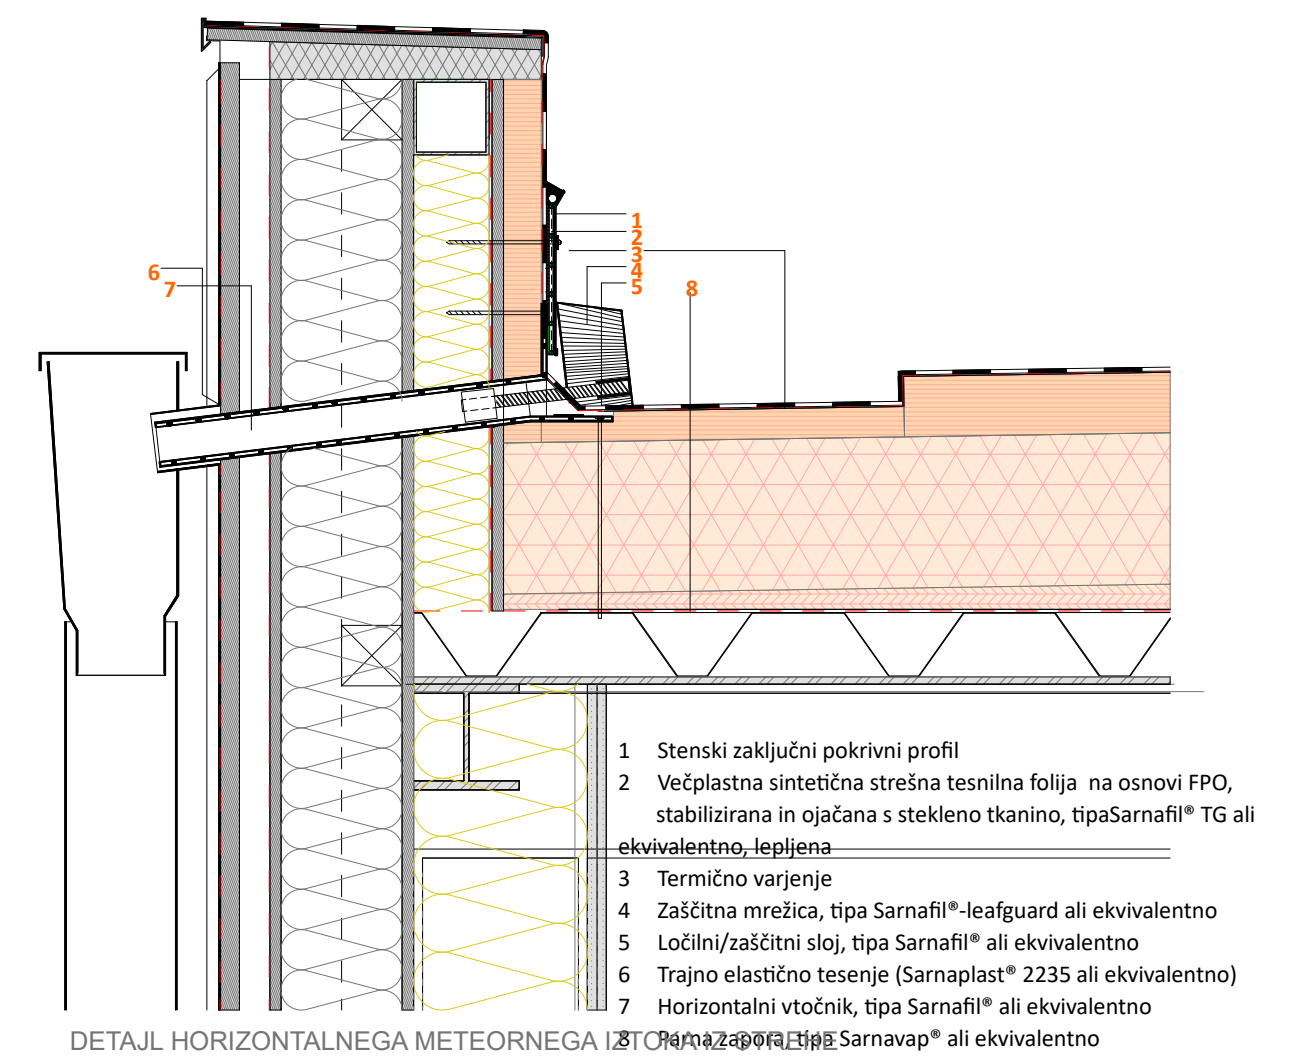 1
2
3
4
5
6
7
8
1 Stenski zaključni pokrivni profil
2 Večplastna sintetična strešna tesnilna folija na osnovi FPO,
stabilizirana in ojačana s stekleno tkanino, tipaSarnafil® TG ali
ekvivalentno, lepljena
3 Termično varjenje
4 Zaščitna mrežica, tipa Sarnafil®-leafguard ali ekvivalentno
5 Ločilni/zaščitni sloj, tipa Sarnafil® ali ekvivalentno
6 Trajno elastično tesenje (Sarnaplast® 2235 ali ekvivalentno)
7 Horizontalni vtočnik, tipa Sarnafil® ali ekvivalentno
8 Parna zapora, tipa Sarnavap® ali ekvivalentno
DETAJL HORIZONTALNEGA METEORNEGA IZTOKA IZ STREHE